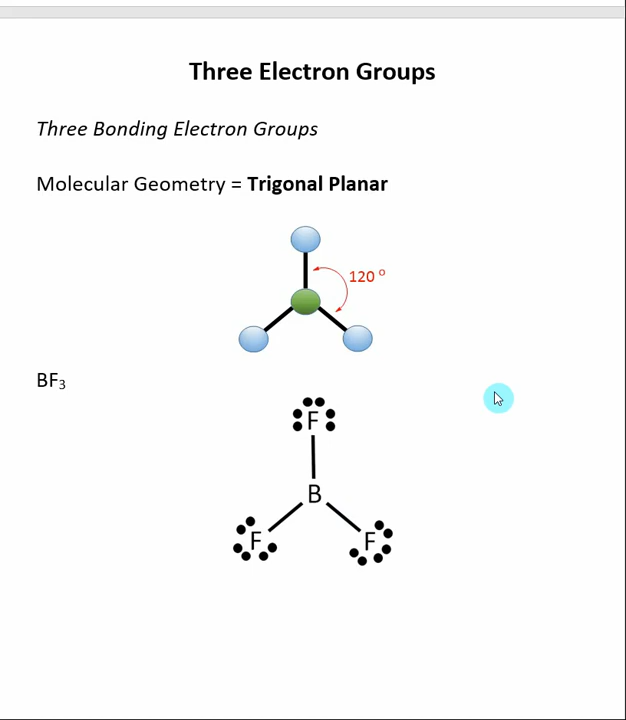 Three Electron Groups
Three Bonding Electron Groups
Molecular Geometry = Trigonal Planar
120 °
BF₃
F
B
F F